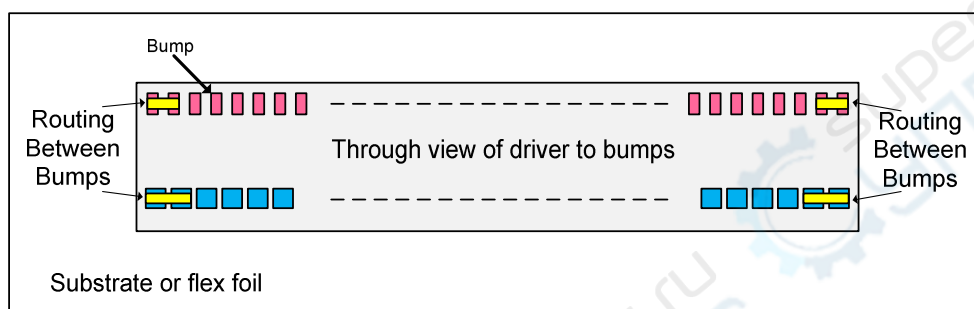 Bump
Routing
Between
Bumps
Through view of driver to bumps
Routing
Between
Bumps
Substrate or flex foil